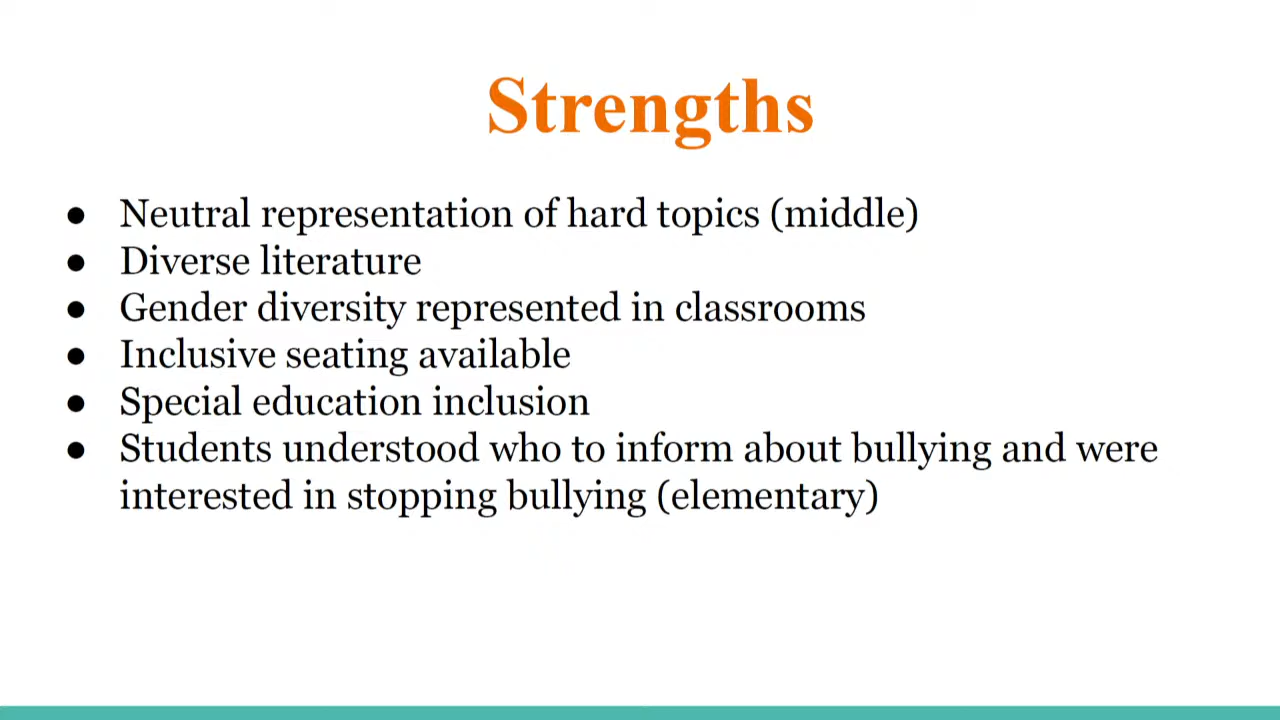 Strengths
● Neutral representation of hard topics (middle)
● Diverse literature
● Gender diversity represented in classrooms
● Inclusive seating available
● Special education inclusion
● Students understood who to inform about bullying and were
interested in stopping bullying (elementary)